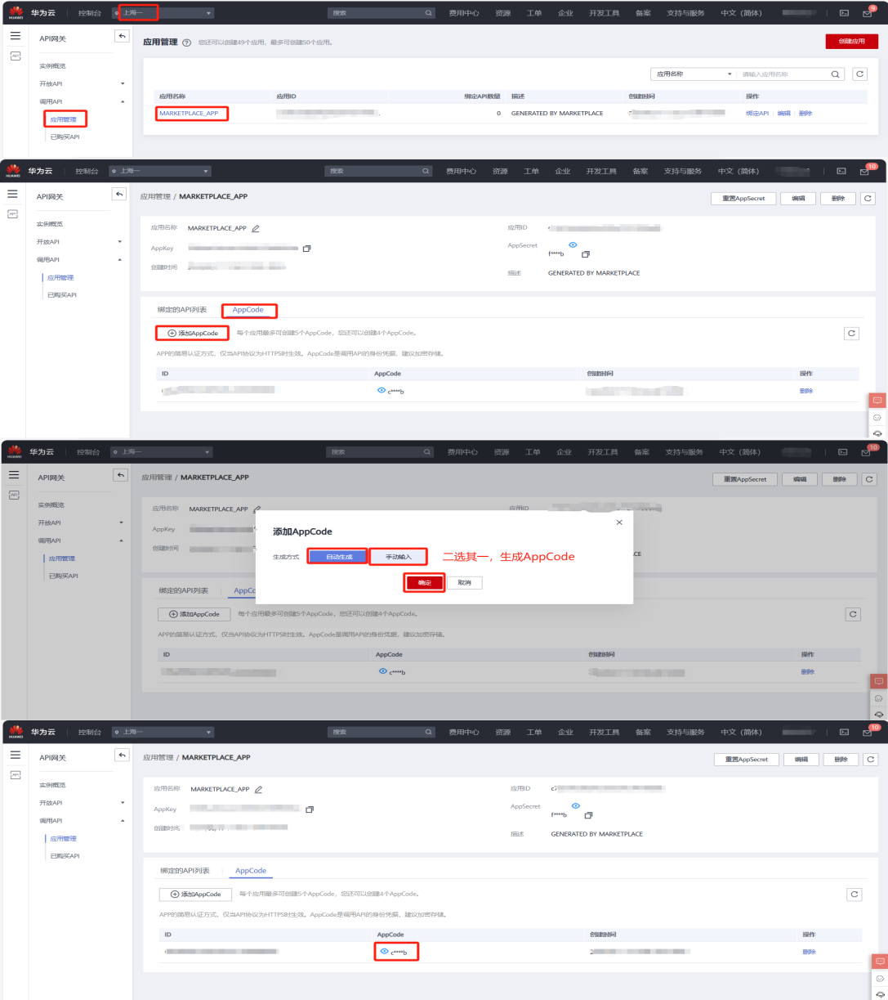 HUAWEI 华为云 控制台 上海一 搜索 费用中心 资源 工单 企业 开发工具 备案 支持与服务 中文 (简体) 9
API网关
应用管理 您还可以创建49个应用，最多可创建50个应用。 创建应用
实例概览
开放API
调用API
应用管理
已购买API
应用名称 请输入应用名称
应用名称 应用ID 绑定API数量 描述 创建时间 操作
MARKETPLACE_APP 0 GENERATED BY MARKETPLACE 绑定API 编辑 删除
HUAWEI 华为云 控制台 上海一 搜索 费用中心 资源 工单 企业 开发工具 备案 支持与服务 中文 (简体) 10
API网关
应用管理 / MARKETPLACE_APP 重置AppSecret 编辑 删除
实例概览
开放API
调用API
应用管理
已购买API
应用名称 MARKETPLACE_APP 应用ID
AppKey AppSecret
f****b
创建时间 描述 GENERATED BY MARKETPLACE
绑定的API列表 AppCode
添加AppCode 每个应用最多可创建5个AppCode，您还可以创建4个AppCode。
APP的简易认证方式，仅当API协议为HTTPS时生效。AppCode是调用API的身份凭据，建议加密存储。
ID AppCode 创建时间 操作
c****b 删除
HUAWEI 华为云 控制台 上海一 搜索 费用中心 资源 工单 企业 开发工具 备案 支持与服务 中文 (简体) 10
API网关
应用管理 / MARKETPLACE_APP 重置AppSecret 编辑 删除
实例概览
开放API
调用API
应用管理
已购买API
应用名称 MARKETPLACE_APP 应用ID
AppKey
创建时间 CE
添加AppCode
生成方式 自动生成 手动输入 二选其一，生成AppCode
确定 取消
绑定的API列表 AppCo
添加AppCode 每个应用最多可创建5个AppCode，您还可以创建4个AppCode。
APP的简易认证方式，仅当API协议为HTTPS时生效。AppCode是调用API的身份凭据，建议加密存储。
ID AppCode 创建时间 操作
c****b 删除
HUAWEI 华为云 控制台 上海一 搜索 费用中心 资源 工单 企业 开发工具 备案 支持与服务 中文 (简体) 10
API网关
应用管理 / MARKETPLACE_APP 重置AppSecret 编辑 删除
实例概览
开放API
调用API
应用管理
已购买API
应用名称 MARKETPLACE_APP 应用ID
AppKey AppSecret
f****b
创建时间 描述 GENERATED BY MARKETPLACE
绑定的API列表 AppCode
添加AppCode 每个应用最多可创建5个AppCode，您还可以创建4个AppCode。
APP的简易认证方式，仅当API协议为HTTPS时生效。AppCode是调用API的身份凭据，建议加密存储。
ID AppCode 创建时间 操作
c****b 删除